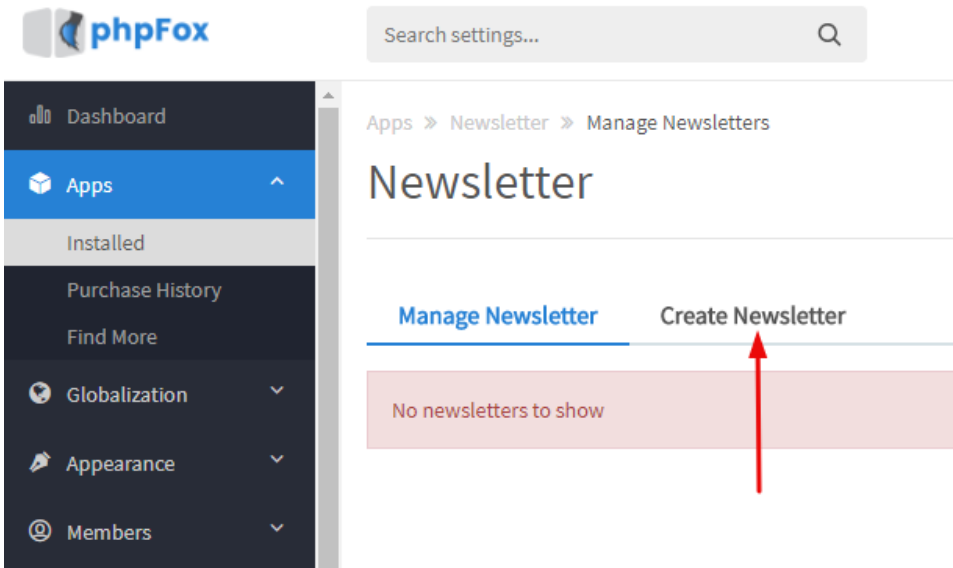 phpFox
Search settings...
Dashboard
Apps
Installed
Purchase History
Find More
Globalization
Appearance
Members
Apps » Newsletter » Manage Newsletters
Newsletter
Manage Newsletter
Create Newsletter
No newsletters to show